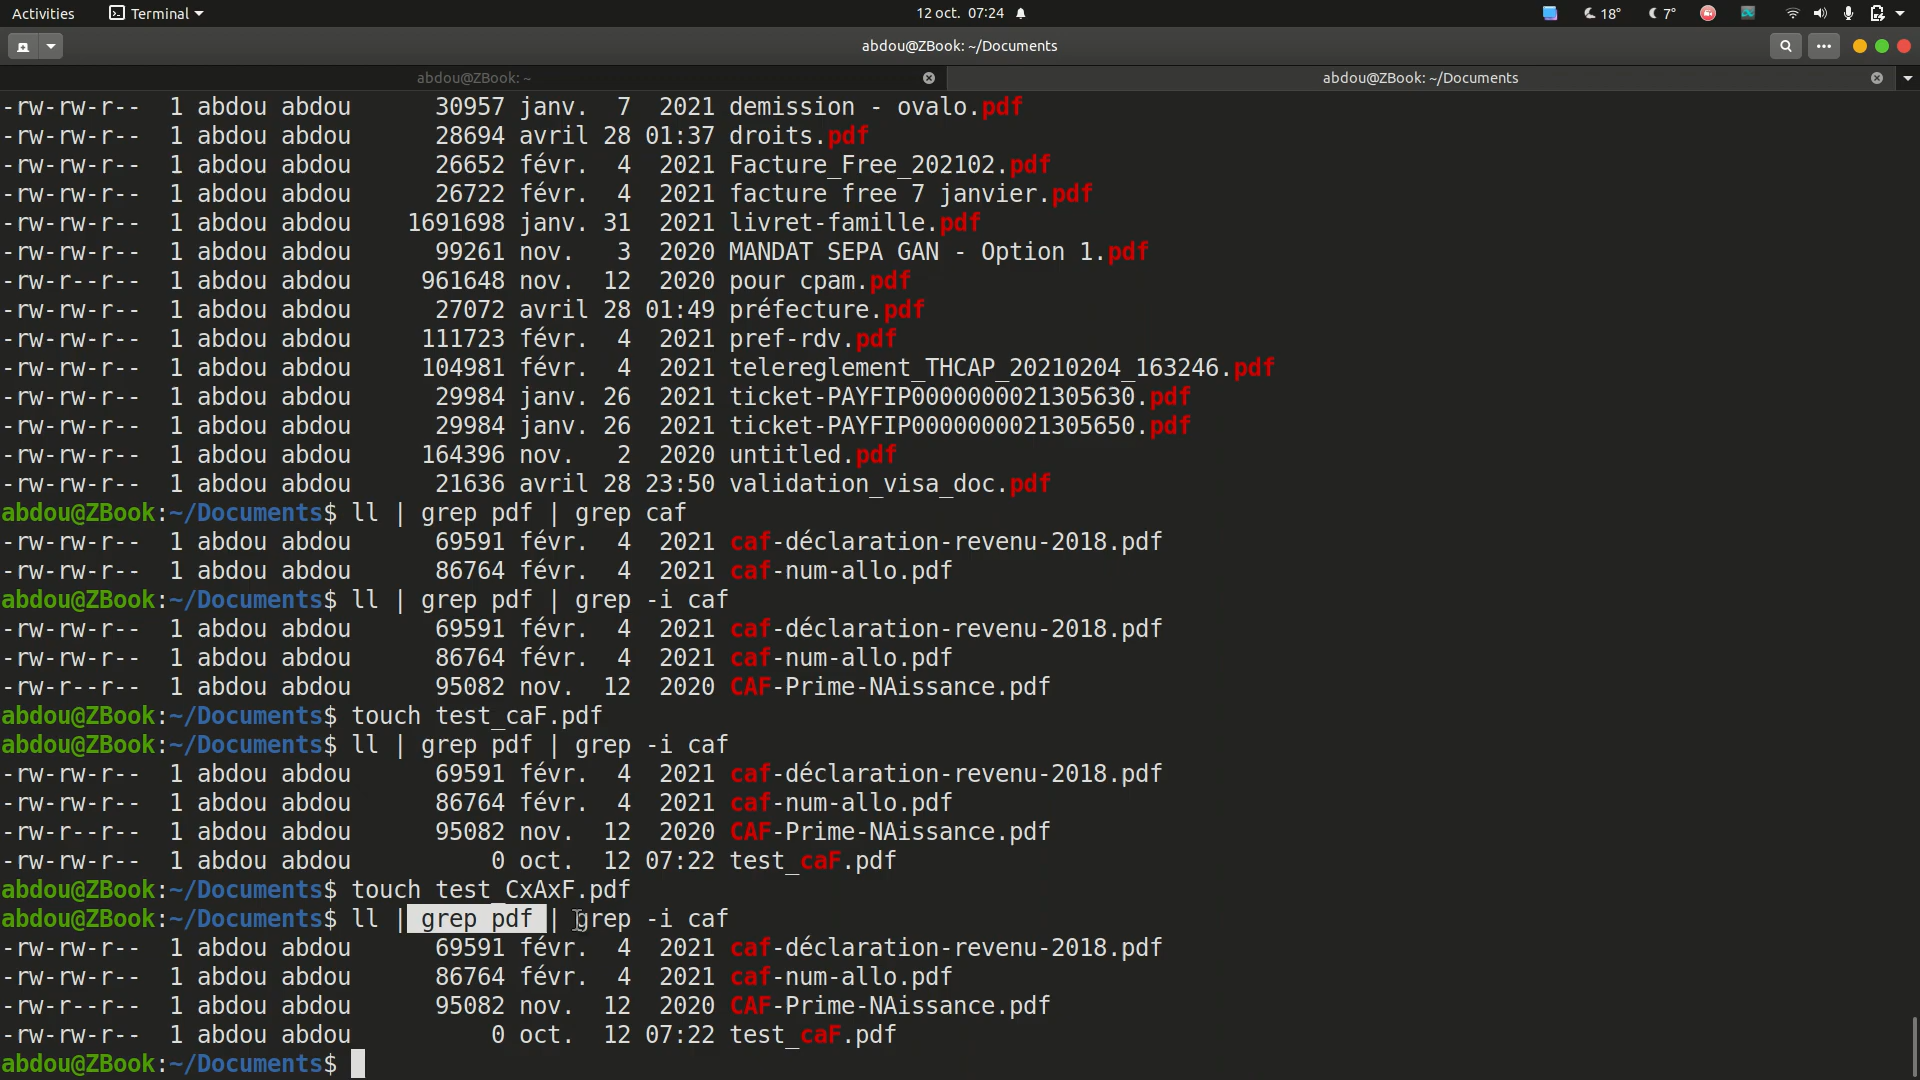 Activities Terminal 12 oct. 07:24 18° 7°
abdou@ZBook: ~/Documents
abdou@ZBook: ~ abdou@ZBook: ~/Documents
-rw-rw-r-- 1 abdou abdou 30957 janv. 7 2021 demission - ovalo.pdf
-rw-rw-r-- 1 abdou abdou 28694 avril 28 01:37 droits.pdf
-rw-rw-r-- 1 abdou abdou 26652 févr. 4 2021 Facture_Free_202102.pdf
-rw-rw-r-- 1 abdou abdou 26722 févr. 4 2021 facture free 7 janvier.pdf
-rw-rw-r-- 1 abdou abdou 1691698 janv. 31 2021 livret-famille.pdf
-rw-rw-r-- 1 abdou abdou 99261 nov. 3 2020 MANDAT SEPA GAN - Option 1.pdf
-rw-r--r-- 1 abdou abdou 961648 nov. 12 2020 pour cpam.pdf
-rw-rw-r-- 1 abdou abdou 27072 avril 28 01:49 préfecture.pdf
-rw-rw-r-- 1 abdou abdou 111723 févr. 4 2021 pref-rdv.pdf
-rw-rw-r-- 1 abdou abdou 104981 févr. 4 2021 telereglement_THCAP_20210204_163246.pdf
-rw-rw-r-- 1 abdou abdou 29984 janv. 26 2021 ticket-PAYFIP0000000021305630.pdf
-rw-rw-r-- 1 abdou abdou 29984 janv. 26 2021 ticket-PAYFIP0000000021305650.pdf
-rw-rw-r-- 1 abdou abdou 164396 nov. 2 2020 untitled.pdf
-rw-rw-r-- 1 abdou abdou 21636 avril 28 23:50 validation_visa_doc.pdf
abdou@ZBook:~/Documents$ ll | grep pdf | grep caf
-rw-rw-r-- 1 abdou abdou 69591 févr. 4 2021 caf-déclaration-revenu-2018.pdf
-rw-rw-r-- 1 abdou abdou 86764 févr. 4 2021 caf-num-allo.pdf
abdou@ZBook:~/Documents$ ll | grep pdf | grep -i caf
-rw-rw-r-- 1 abdou abdou 69591 févr. 4 2021 caf-déclaration-revenu-2018.pdf
-rw-rw-r-- 1 abdou abdou 86764 févr. 4 2021 caf-num-allo.pdf
-rw-r--r-- 1 abdou abdou 95082 nov. 12 2020 CAF-Prime-NAissance.pdf
abdou@ZBook:~/Documents$ touch test_caF.pdf
abdou@ZBook:~/Documents$ ll | grep pdf | grep -i caf
-rw-rw-r-- 1 abdou abdou 69591 févr. 4 2021 caf-déclaration-revenu-2018.pdf
-rw-rw-r-- 1 abdou abdou 86764 févr. 4 2021 caf-num-allo.pdf
-rw-r--r-- 1 abdou abdou 95082 nov. 12 2020 CAF-Prime-NAissance.pdf
-rw-rw-r-- 1 abdou abdou 0 oct. 12 07:22 test_caF.pdf
abdou@ZBook:~/Documents$ touch test_CxAxF.pdf
abdou@ZBook:~/Documents$ ll | grep pdf | grep -i caf
-rw-rw-r-- 1 abdou abdou 69591 févr. 4 2021 caf-déclaration-revenu-2018.pdf
-rw-rw-r-- 1 abdou abdou 86764 févr. 4 2021 caf-num-allo.pdf
-rw-r--r-- 1 abdou abdou 95082 nov. 12 2020 CAF-Prime-NAissance.pdf
-rw-rw-r-- 1 abdou abdou 0 oct. 12 07:22 test_caF.pdf
abdou@ZBook:~/Documents$